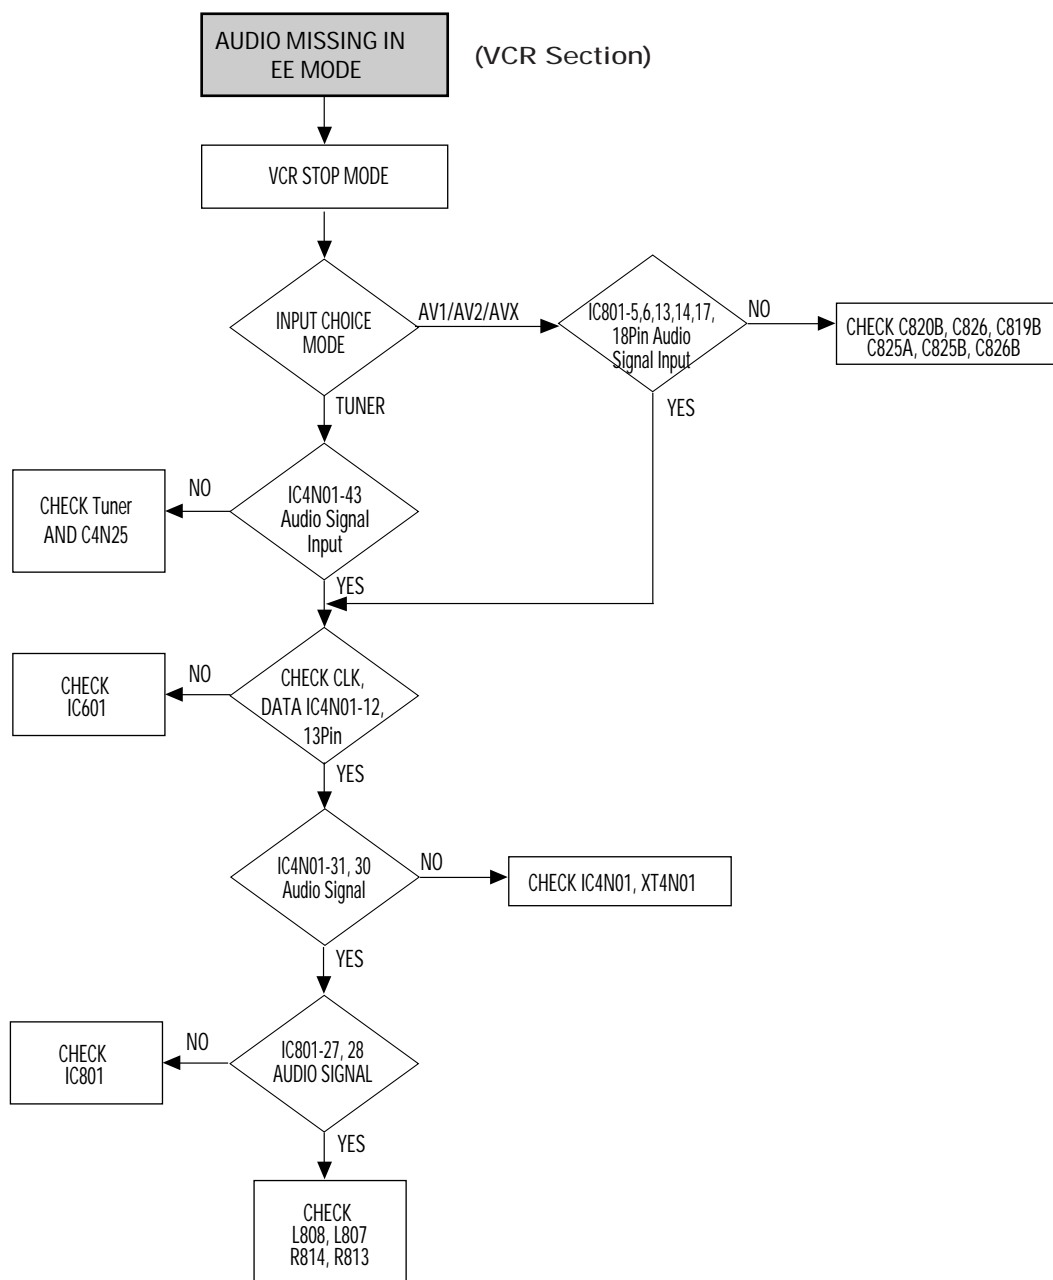 AUDIO MISSING IN
EE MODE
(VCR Section)
VCR STOP MODE
INPUT CHOICE
MODE
AV1/AV2/AVX
IC801-5,6,13,14,17,
18Pin Audio
Signal Input
NO
CHECK C820B, C826, C819B
C825A, C825B, C826B
YES
TUNER
IC4N01-43
Audio Signal
Input
NO
CHECK Tuner
AND C4N25
YES
CHECK CLK,
DATA IC4N01-12,
13Pin
NO
CHECK
IC601
YES
IC4N01-31, 30
Audio Signal
NO
CHECK IC4N01, XT4N01
YES
IC801-27, 28
AUDIO SIGNAL
NO
CHECK
IC801
YES
CHECK
L808, L807
R814, R813